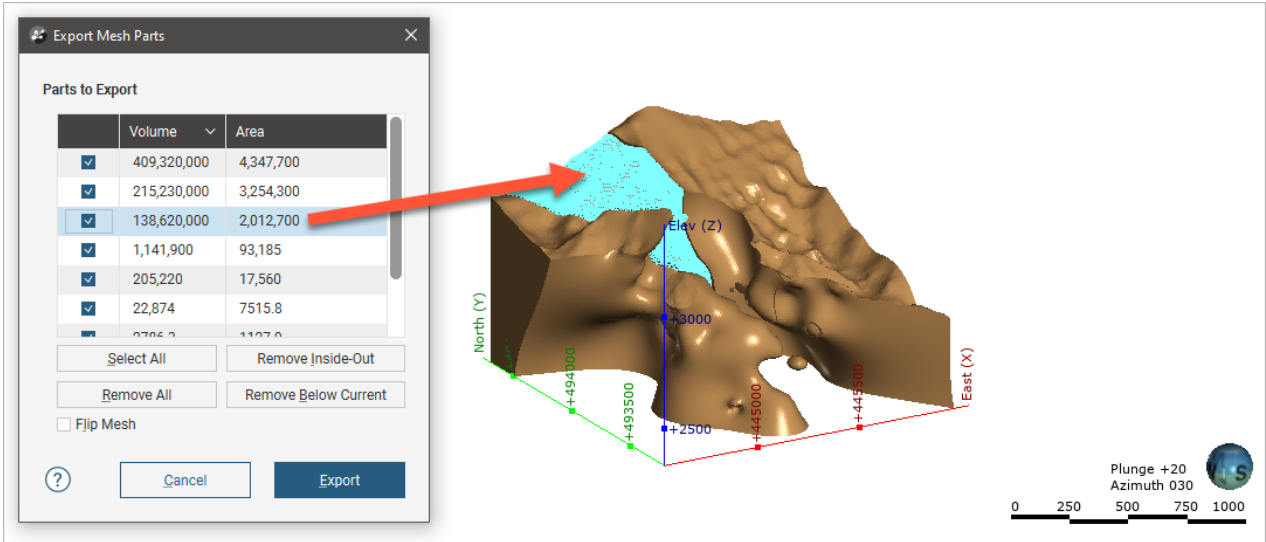 Export Mesh Parts
Parts to Export
Volume Area
409,320,000 4,347,700
215,230,000 3,254,300
138,620,000 2,012,700
1,141,900 93,185
205,220 17,560
22,874 7515.8
Select All Remove Inside-Out
Remove All Remove Below Current
Flip Mesh
? Cancel Export
Elev (Z)
+3000
+2500
North (Y)
+494000
+493500
+445000
+445500
East (X)
Plunge +20
Azimuth 030
S
0 250 500 750 1000